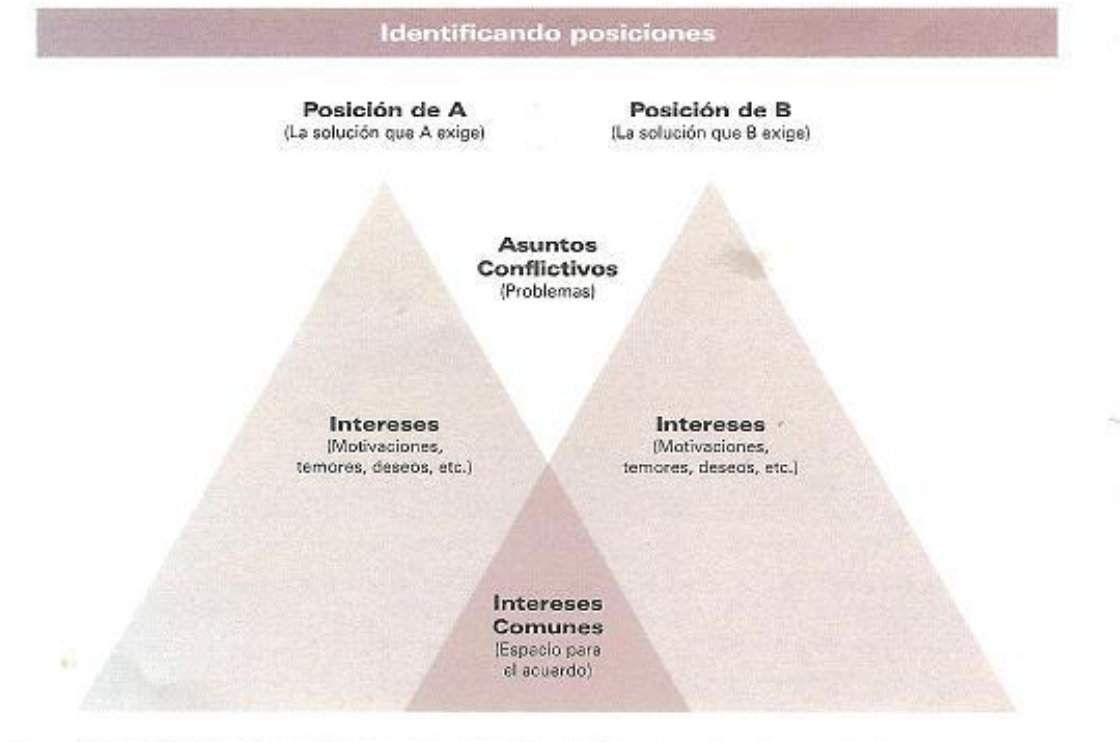 Identificando posiciones
Posición de A
(La solución que A exige)
Posición de B
(La solución que B exige)
Asuntos
Conflictivos
(Problemas)
Intereses
(Motivaciones,
temores, deseos, etc.)
Intereses
(Motivaciones,
temores, deseos, etc.)
Intereses
Comunes
(Espacio para
el acuerdo)